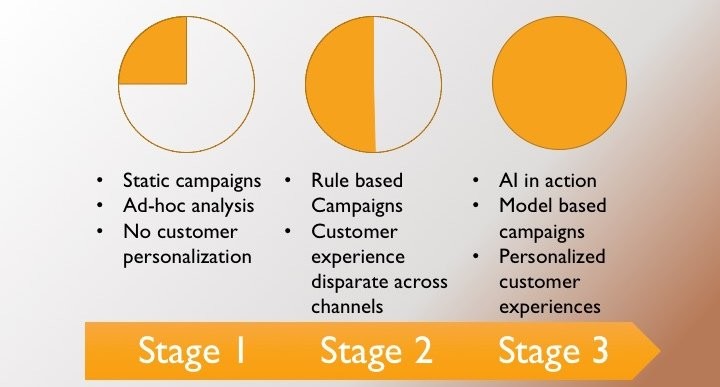 • Static campaigns
• Ad-hoc analysis
• No customer
personalization
• Rule based
Campaigns
• Customer
experience
disparate across
channels
• AI in action
• Model based
campaigns
• Personalized
customer
experiences
Stage 1
Stage 2
Stage 3